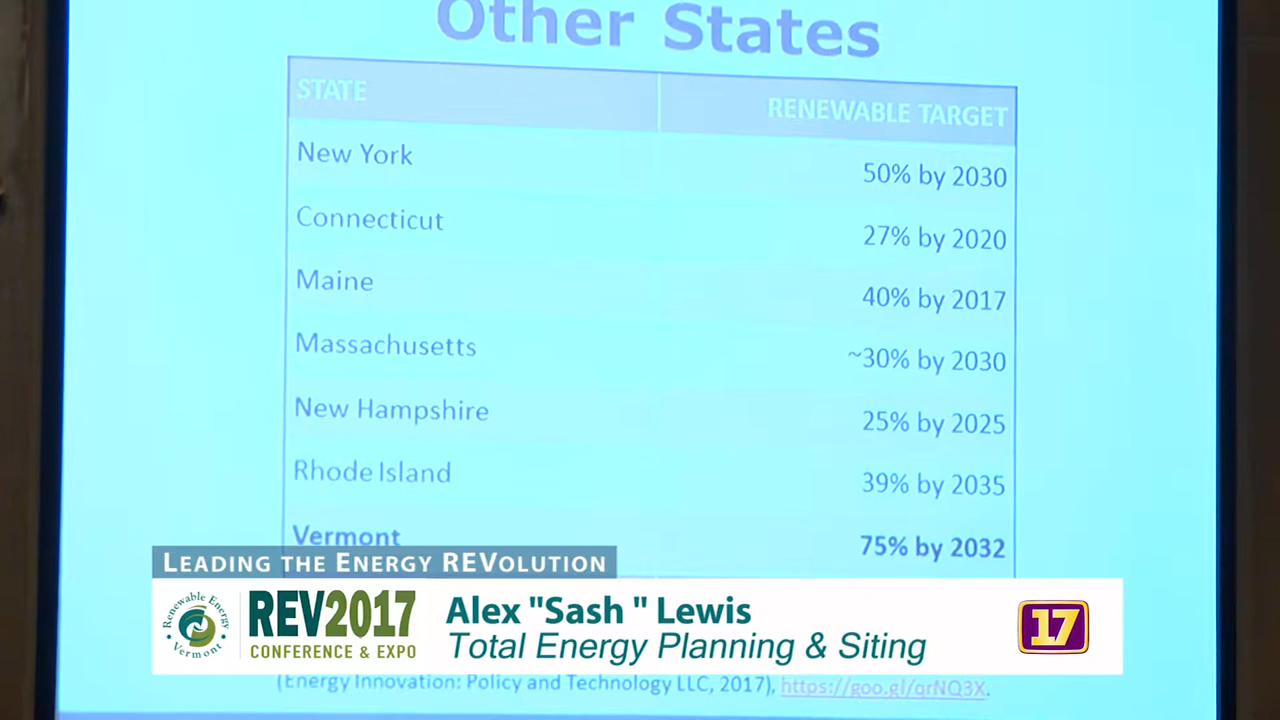 Other States
STATE RENEWABLE TARGET
New York 50% by 2030
Connecticut 27% by 2020
Maine 40% by 2017
Massachusetts ~30% by 2030
New Hampshire 25% by 2025
Rhode Island 39% by 2035
Vermont 75% by 2032
LEADING THE ENERGY REVOLUTION
Renewable Energy Vermont
REV2017
CONFERENCE & EXPO
Alex "Sash " Lewis
Total Energy Planning & Siting
17
(Energy Innovation: Policy and Technology LLC, 2017), https://goo.gl/qrNQ3X.